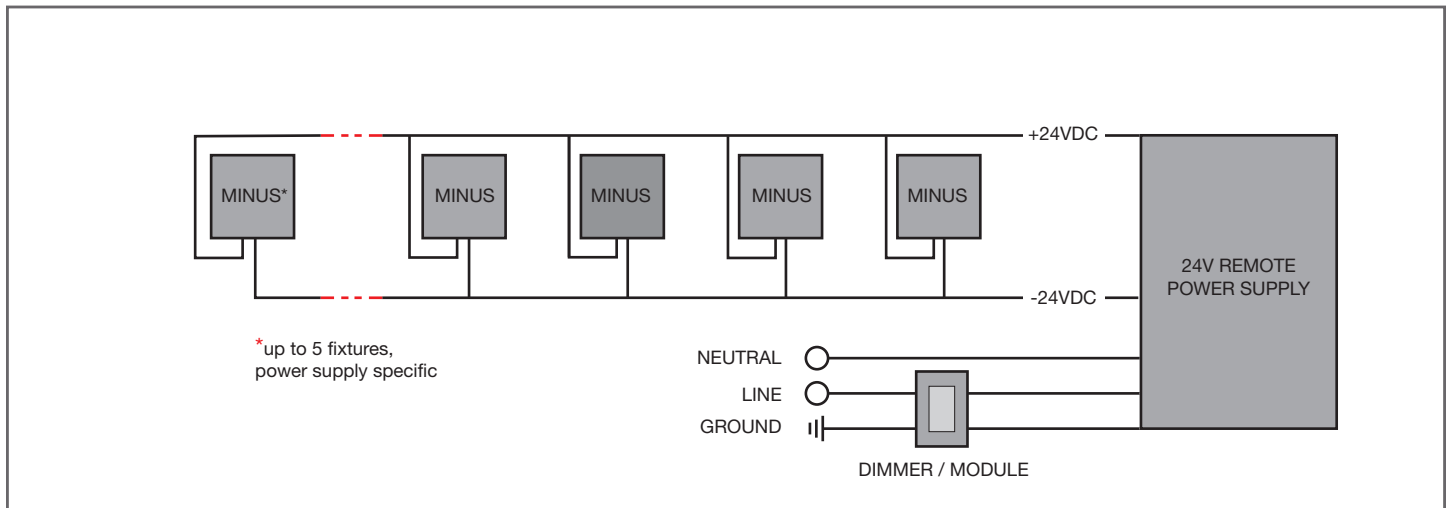 +24VDC
MINUS*
MINUS
MINUS
MINUS
MINUS
24V REMOTE
POWER SUPPLY
-24VDC
*up to 5 fixtures,
power supply specific
NEUTRAL
LINE
GROUND
DIMMER / MODULE